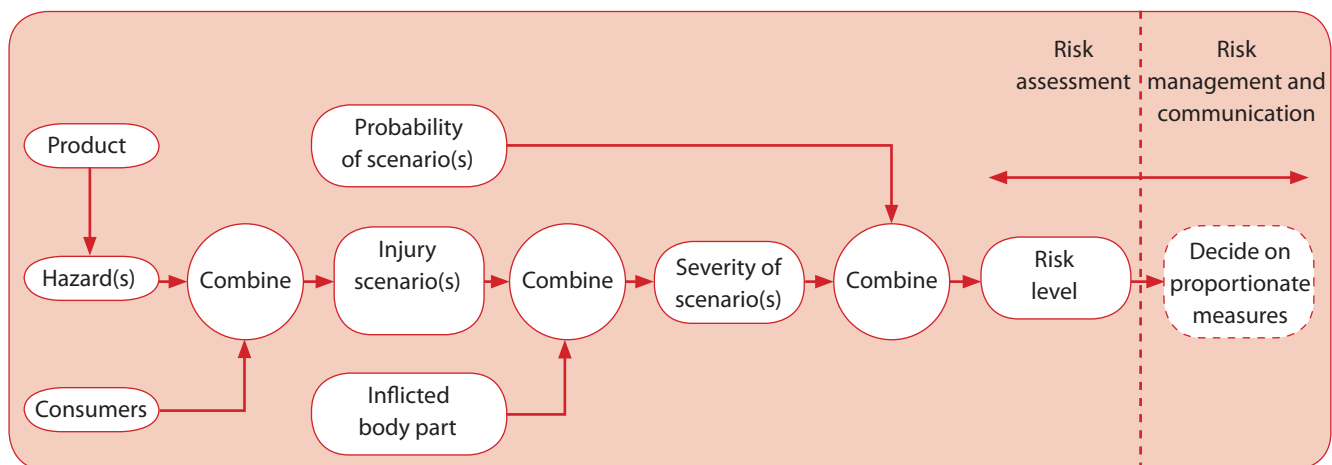 Risk
assessment
Risk
management and
communication
Product
Probability
of scenario(s)
Hazard(s)
Combine
Injury
scenario(s)
Combine
Severity of
scenario(s)
Combine
Risk
level
Decide on
proportionate
measures
Consumers
Inflicted
body part